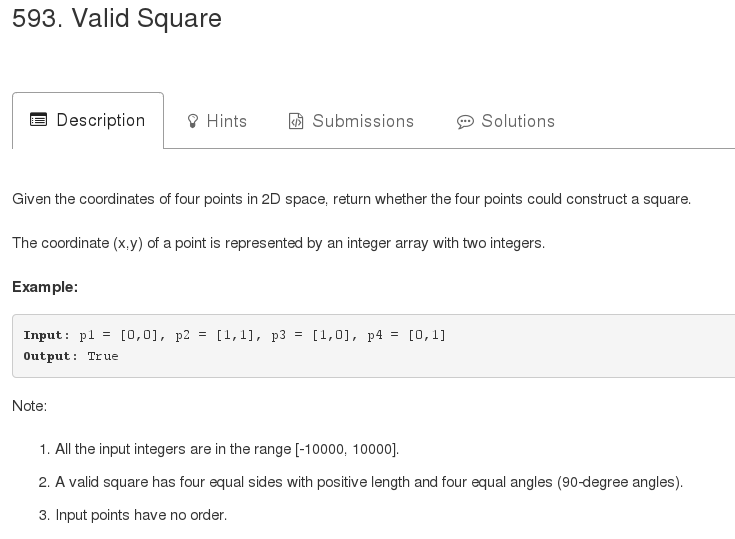 593. Valid Square
Description
Hints
Submissions
Solutions
Given the coordinates of four points in 2D space, return whether the four points could construct a square.
The coordinate (x,y) of a point is represented by an integer array with two integers.
Example:
Input: p1 = [0,0], p2 = [1,1], p3 = [1,0], p4 = [0,1]
Output: True
Note:
1. All the input integers are in the range [-10000, 10000].
2. A valid square has four equal sides with positive length and four equal angles (90-degree angles).
3. Input points have no order.